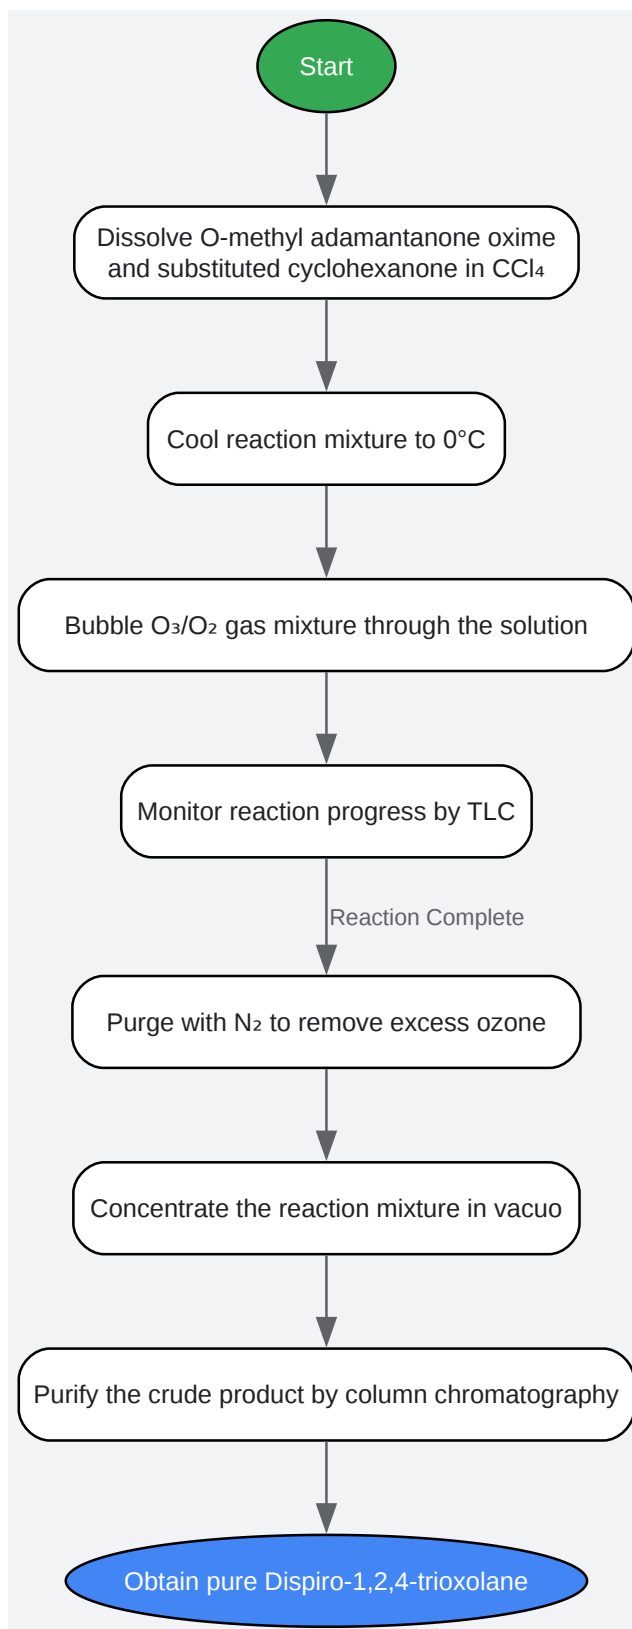 Start
Dissolve O-methyl adamantanone oxime
and substituted cyclohexanone in CCl₄
Cool reaction mixture to 0°C
Bubble O₃/O₂ gas mixture through the solution
Monitor reaction progress by TLC
Reaction Complete
Purge with N₂ to remove excess ozone
Concentrate the reaction mixture in vacuo
Purify the crude product by column chromatography
Obtain pure Dispiro-1,2,4-trioxolane